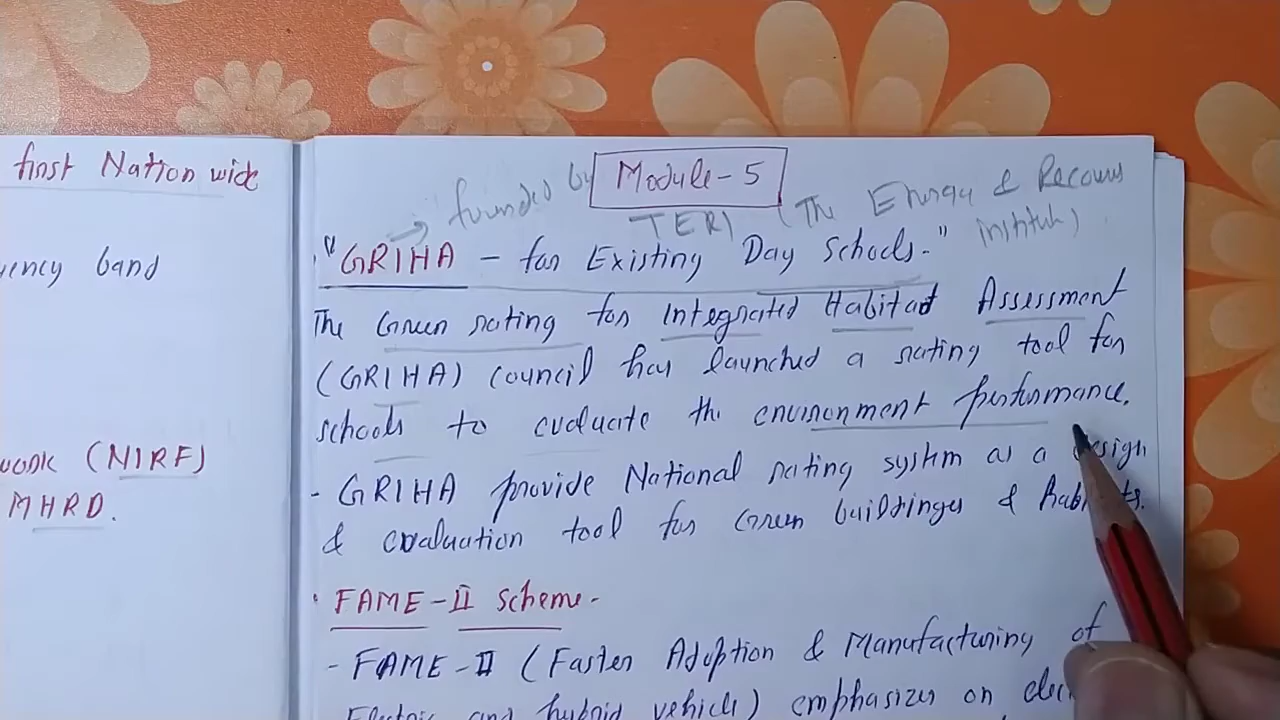 first Nation wide
uency band
work (NIRF)
MHRD.
Module-5
founded by
TERI (The Energy & Recours
institute)
"GRIHA - for Existing Day Schools."
The Green rating for Integrated Habitat Assessment
(GRIHA) council has launched a rating tool for
schools to evaluate the environment performance.
- GRIHA provide National rating system as a design
& evaluation tool for Green buildings & habitats.
FAME-II Scheme-
- FAME-II (Faster Adoption & Manufacturing of
Electric and hybrid vehicle) emphasizes on